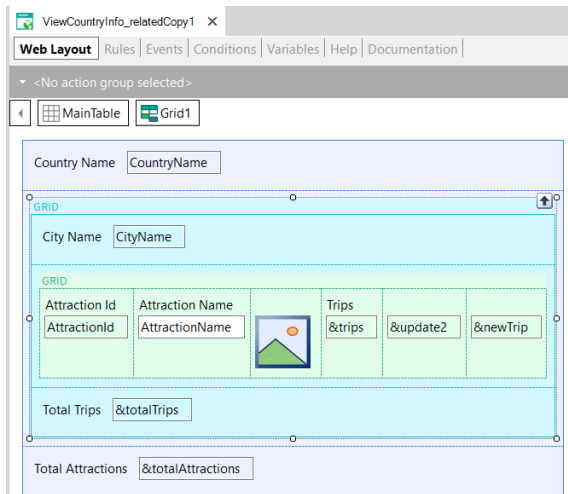 ViewCountryInfo_relatedCopy1 ×
Web Layout Rules Events Conditions Variables Help Documentation
<No action group selected>
MainTable Grid1
Country Name CountryName
GRID
City Name CityName
GRID
Attraction Id Attraction Name Trips
AttractionId AttractionName &trips &update2 &newTrip
Total Trips &totalTrips
Total Attractions &totalAttractions